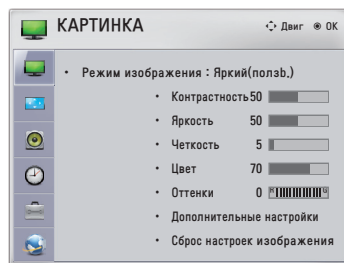 КАРТИНКА
Двиг ⊙ OK
• Режим изображения : Яркий(ползь.)
• Контрастность 50
• Яркость 50
• Четкость 5
• Цвет 70
• Оттенки 0 R G
• Дополнительные настройки
• Сброс настроек изображения